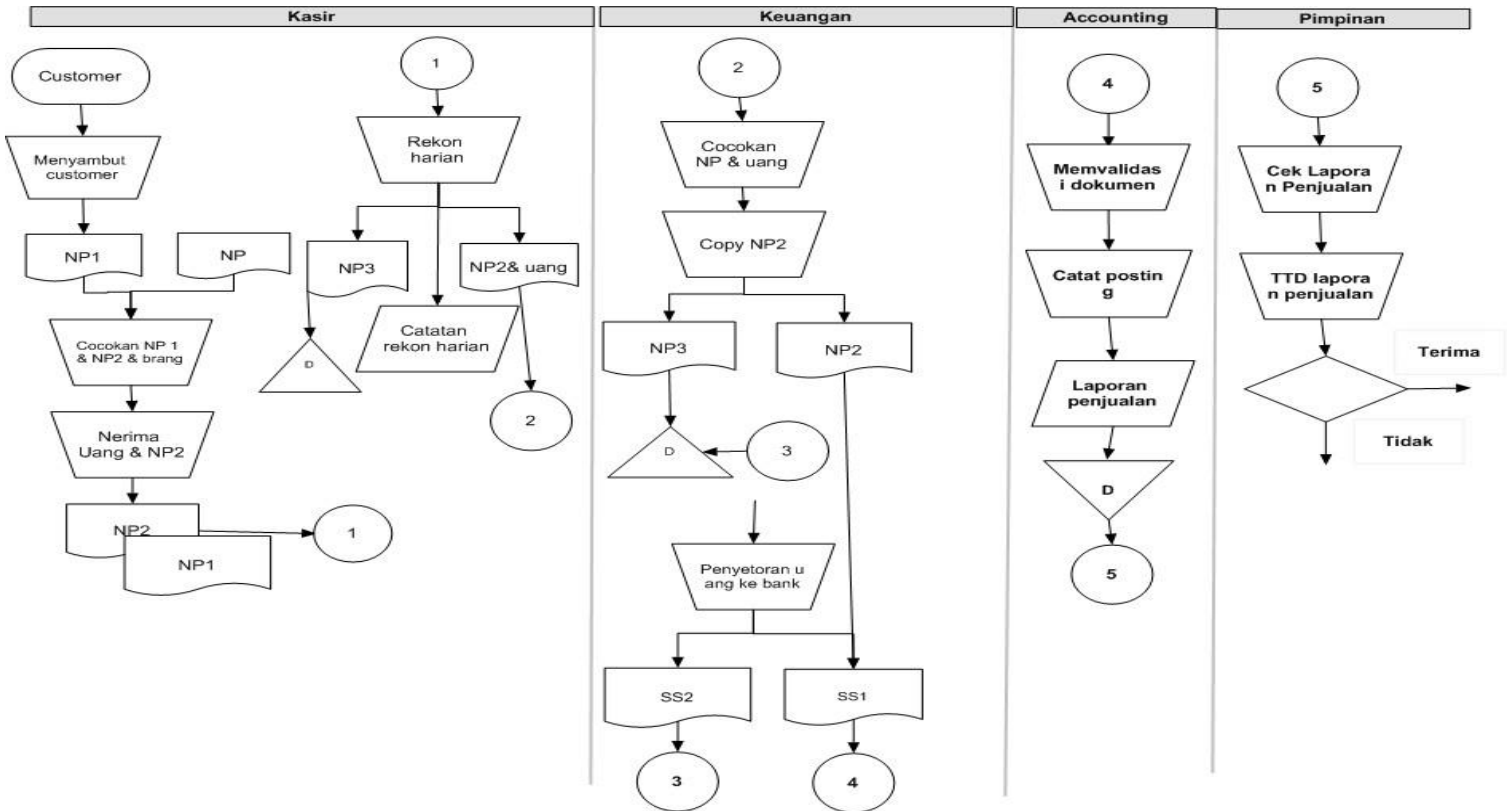 Kasir
Customer
Menyambut
customer
NP1
NP
Cocokan NP 1
& NP2 & brang
Nerima
Uang & NP2
NP2
NP1
1
1
Rekon
harian
NP3
NP2& uang
D
Catatan
rekon harian
2
Keuangan
2
Cocokan
NP & uang
Copy NP2
NP3
NP2
D
3
Penyetoran u
ang ke bank
SS2
SS1
3
4
Accounting
4
Memvalidas
i dokumen
Catat postin
g
Laporan
penjualan
D
5
Pimpinan
5
Cek Lapora
n Penjualan
TTD lapora
n penjualan
Terima
Tidak